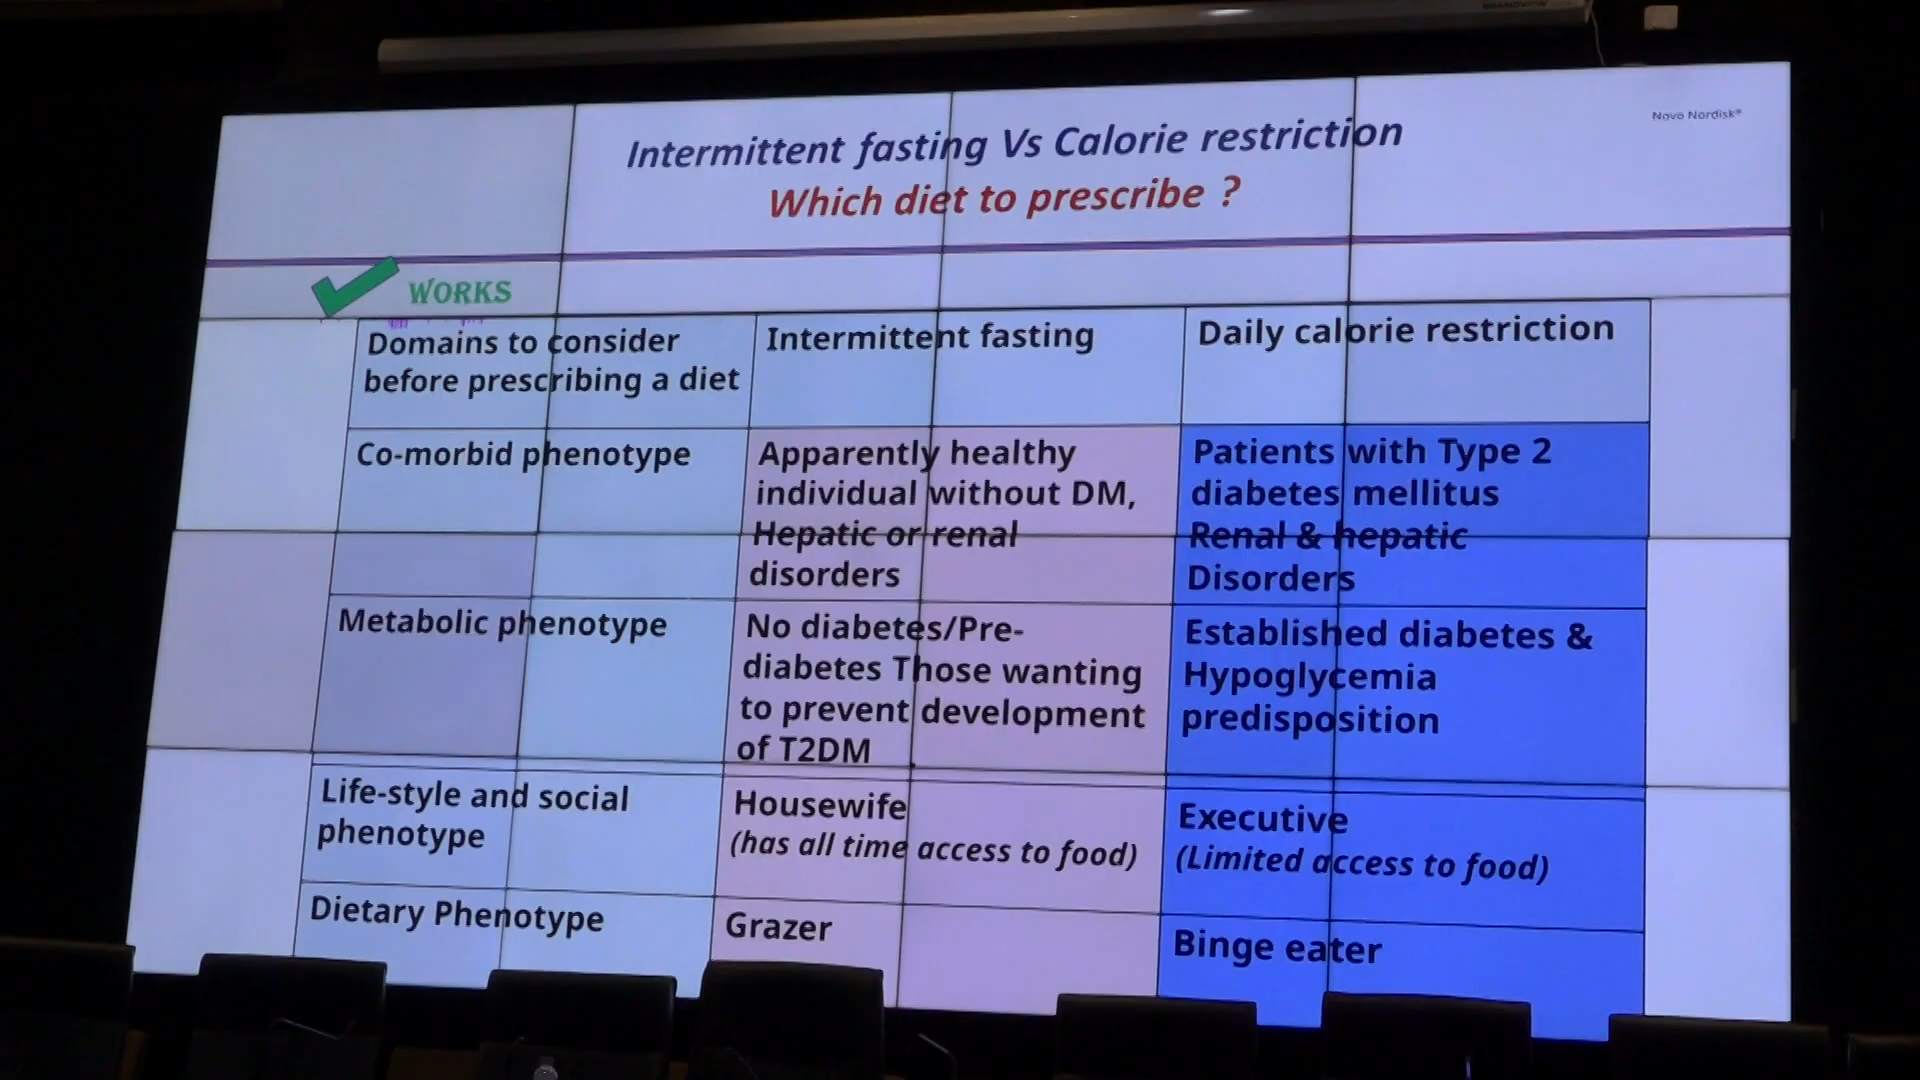 BRANDVIEW
Novo Nordisk®
Intermittent fasting Vs Calorie restriction
Which diet to prescribe ?
WORKS
Domains to consider
before prescribing a diet
Intermittent fasting
Daily calorie restriction
Co-morbid phenotype
Apparently healthy
individual without DM,
Hepatic or renal
disorders
Patients with Type 2
diabetes mellitus
Renal & hepatic
Disorders
Metabolic phenotype
No diabetes/Pre-
diabetes Those wanting
to prevent development
of T2DM
Established diabetes &
Hypoglycemia
predisposition
Life-style and social
phenotype
Housewife
(has all time access to food)
Executive
(Limited access to food)
Dietary Phenotype
Grazer
Binge eater